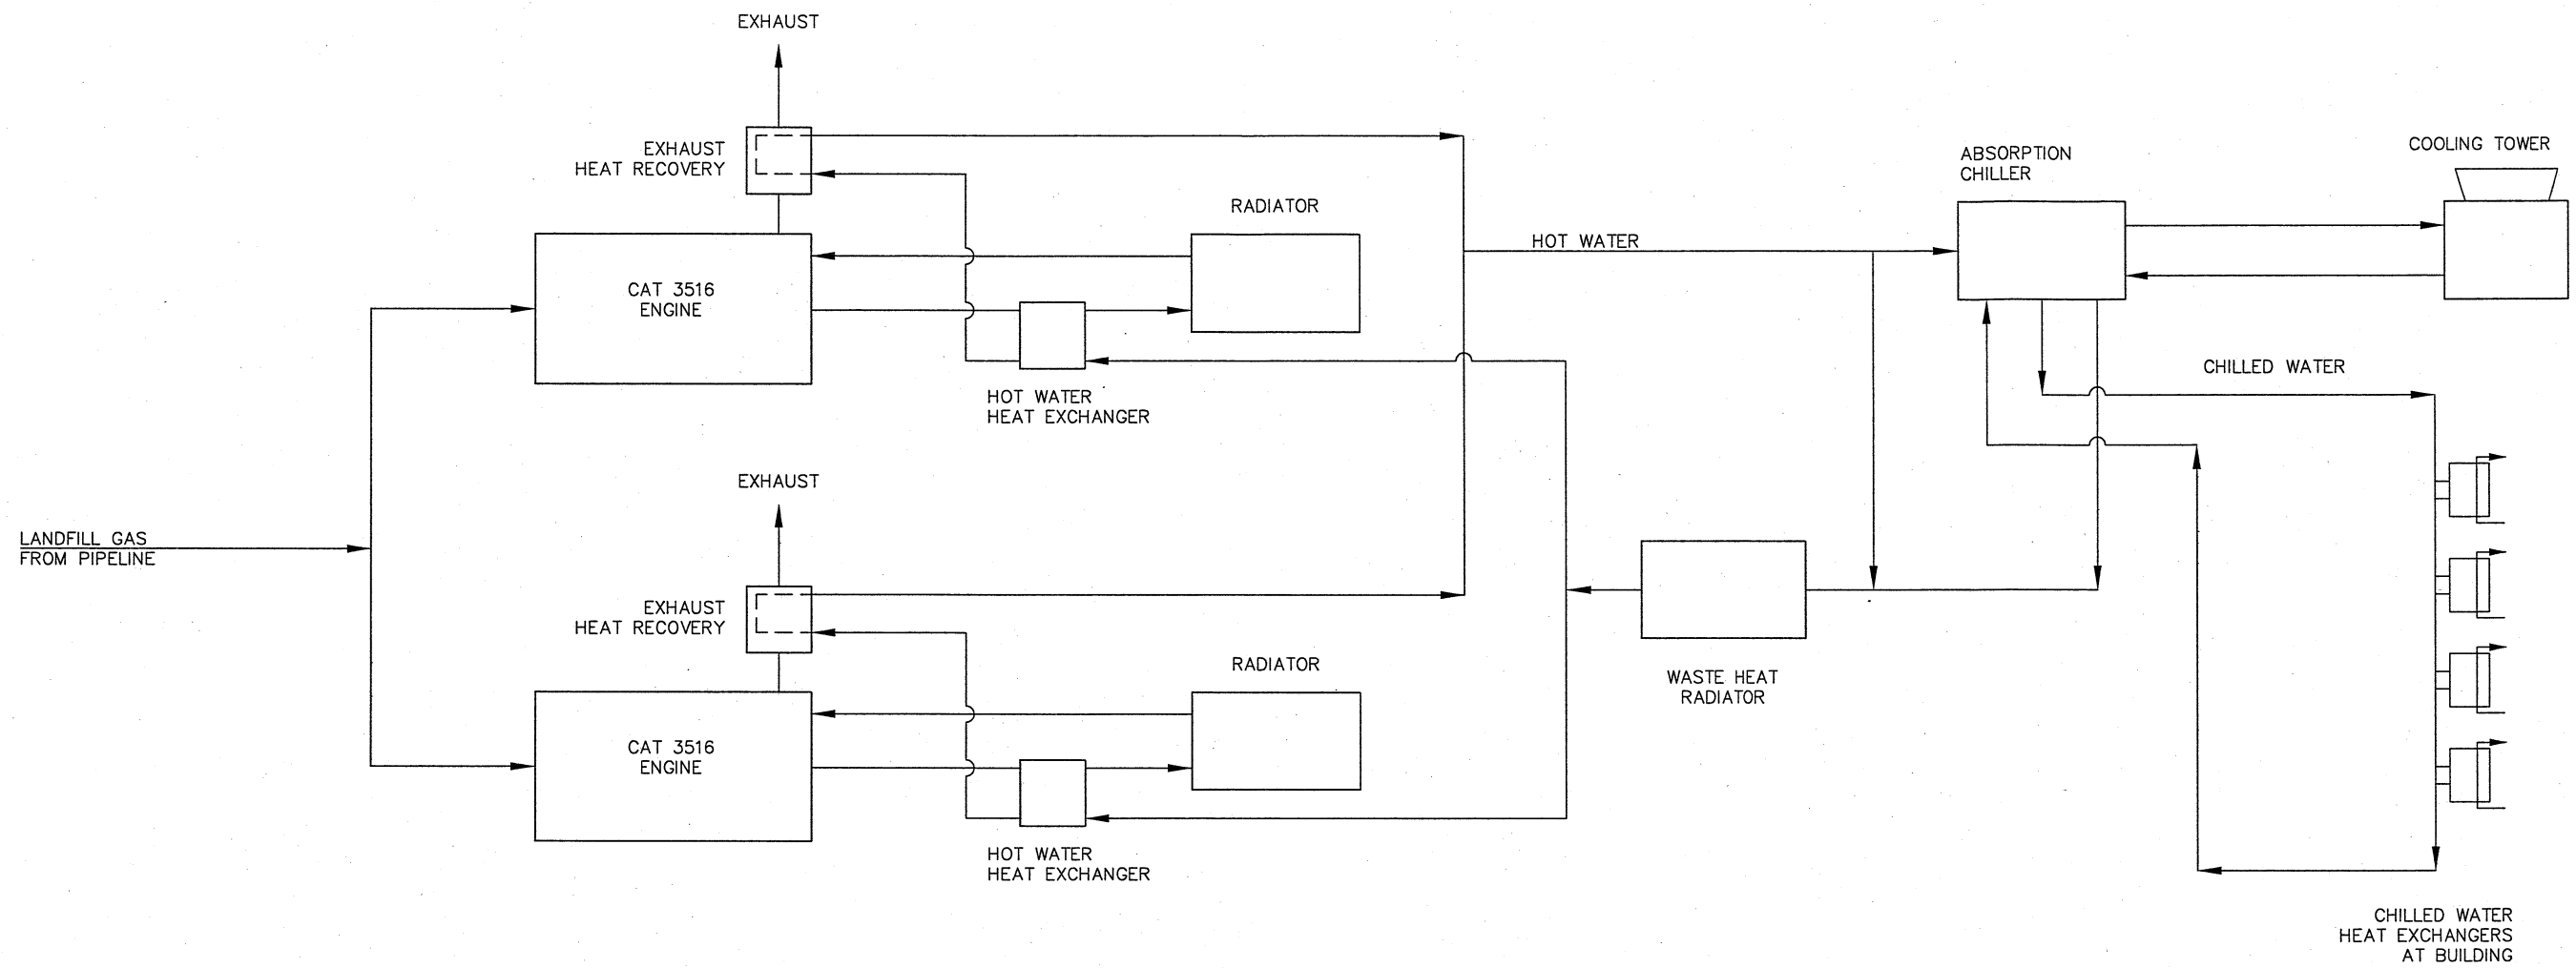 EXHAUST
EXHAUST
HEAT RECOVERY
RADIATOR
CAT 3516
ENGINE
HOT WATER
HEAT EXCHANGER
HOT WATER
ABSORPTION
CHILLER
COOLING TOWER
CHILLED WATER
LANDFILL GAS
FROM PIPELINE
EXHAUST
EXHAUST
HEAT RECOVERY
RADIATOR
CAT 3516
ENGINE
HOT WATER
HEAT EXCHANGER
WASTE HEAT
RADIATOR
CHILLED WATER
HEAT EXCHANGERS
AT BUILDING